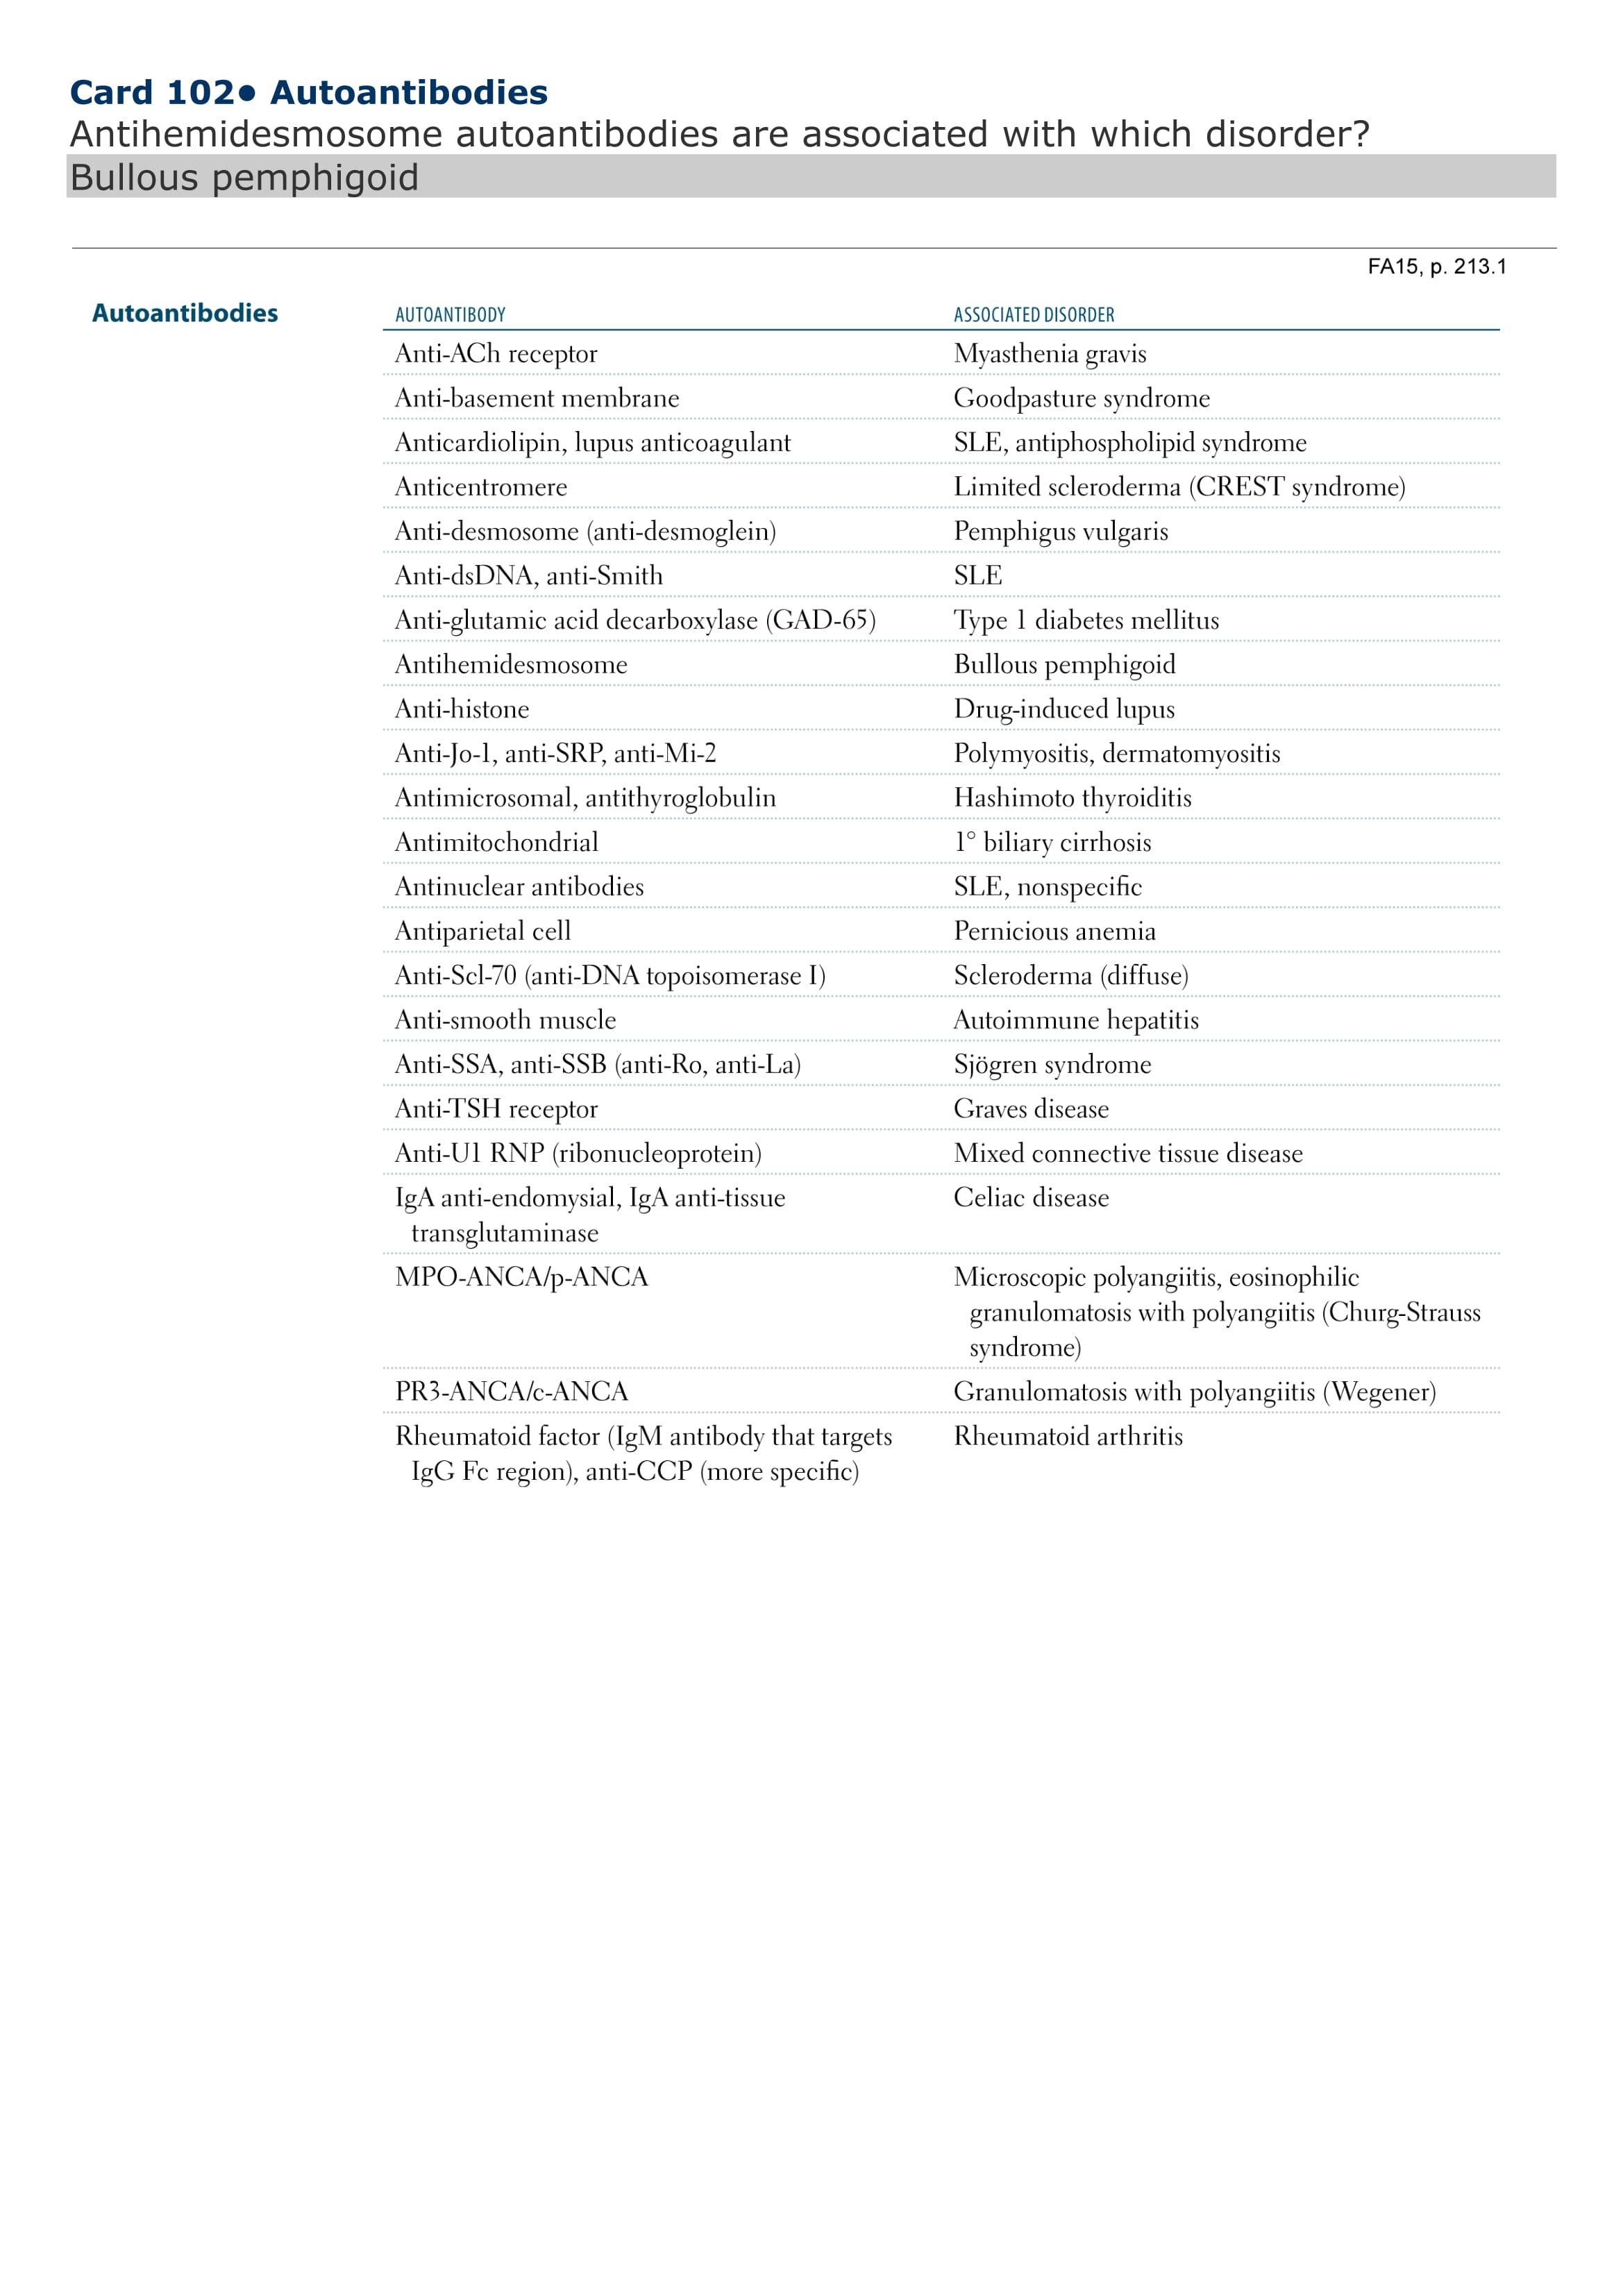 Card 102• Autoantibodies
Antihemidesmosome autoantibodies are associated with which disorder?
Bullous pemphigoid
FA15, p. 213.1
Autoantibodies AUTOANTIBODY ASSOCIATED DISORDER
Anti-ACh receptor Myasthenia gravis
Anti-basement membrane Goodpasture syndrome
Anticardiolipin, lupus anticoagulant SLE, antiphospholipid syndrome
Anticentromere Limited scleroderma (CREST syndrome)
Anti-desmosome (anti-desmoglein) Pemphigus vulgaris
Anti-dsDNA, anti-Smith SLE
Anti-glutamic acid decarboxylase (GAD-65) Type 1 diabetes mellitus
Antihemidesmosome Bullous pemphigoid
Anti-histone Drug-induced lupus
Anti-Jo-1, anti-SRP, anti-Mi-2 Polymyositis, dermatomyositis
Antimicrosomal, antithyroglobulin Hashimoto thyroiditis
Antimitochondrial 1° biliary cirrhosis
Antinuclear antibodies SLE, nonspecific
Antiparietal cell Pernicious anemia
Anti-Scl-70 (anti-DNA topoisomerase I) Scleroderma (diffuse)
Anti-smooth muscle Autoimmune hepatitis
Anti-SSA, anti-SSB (anti-Ro, anti-La) Sjögren syndrome
Anti-TSH receptor Graves disease
Anti-U1 RNP (ribonucleoprotein) Mixed connective tissue disease
IgA anti-endomysial, IgA anti-tissue Celiac disease
transglutaminase
MPO-ANCA/p-ANCA Microscopic polyangiitis, eosinophilic
granulomatosis with polyangiitis (Churg-Strauss
syndrome)
PR3-ANCA/c-ANCA Granulomatosis with polyangiitis (Wegener)
Rheumatoid factor (IgM antibody that targets Rheumatoid arthritis
IgG Fc region), anti-CCP (more specific)